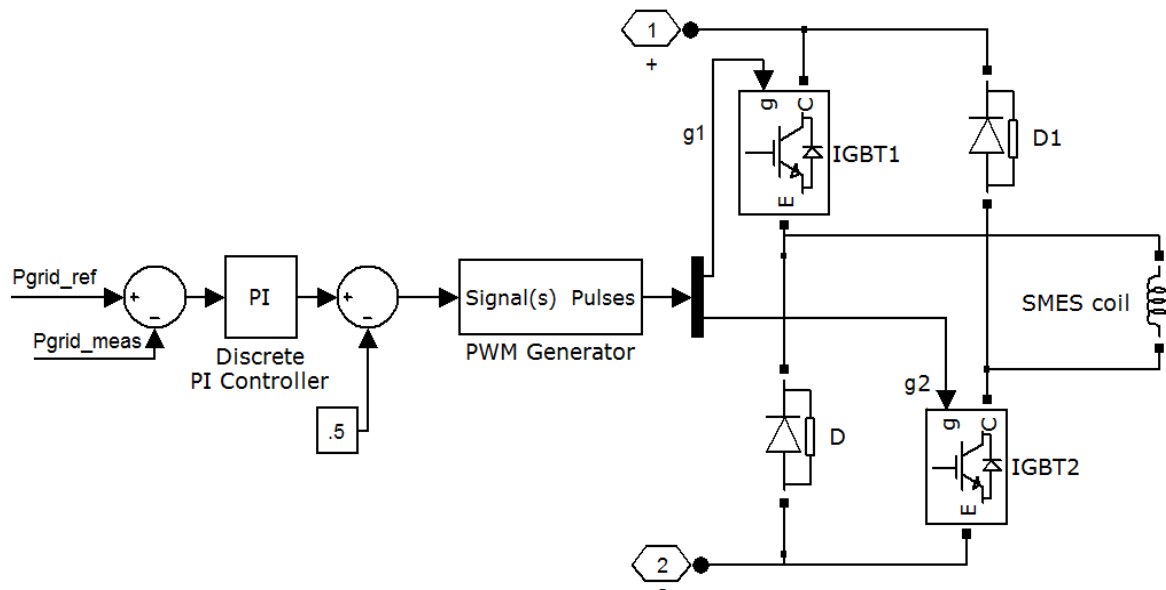 1
+
g
C
E
IGBT1
D1
g1
Pgrid_ref
+
-
Pgrid_meas
PI
Discrete
PI Controller
+
-
.5
Signal(s) Pulses
PWM Generator
SMES coil
g2
g
C
E
IGBT2
D
2